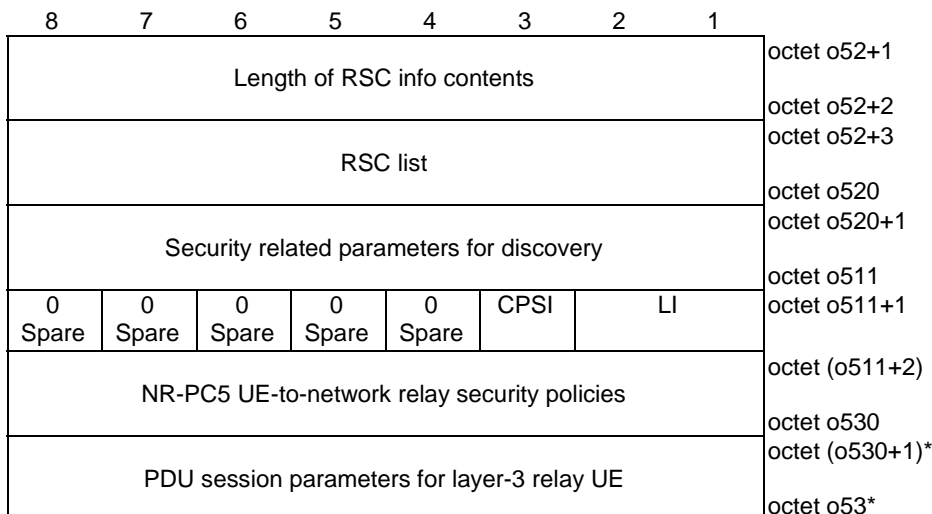 8 7 6 5 4 3 2 1
Length of RSC info contents
octet o52+1
octet o52+2
RSC list
octet o52+3
octet o520
Security related parameters for discovery
octet o520+1
octet o511
0 0 0 0 0 CPSI LI octet o511+1
Spare Spare Spare Spare Spare
NR-PC5 UE-to-network relay security policies
octet (o511+2)
octet o530
PDU session parameters for layer-3 relay UE
octet (o530+1)*
octet o53*